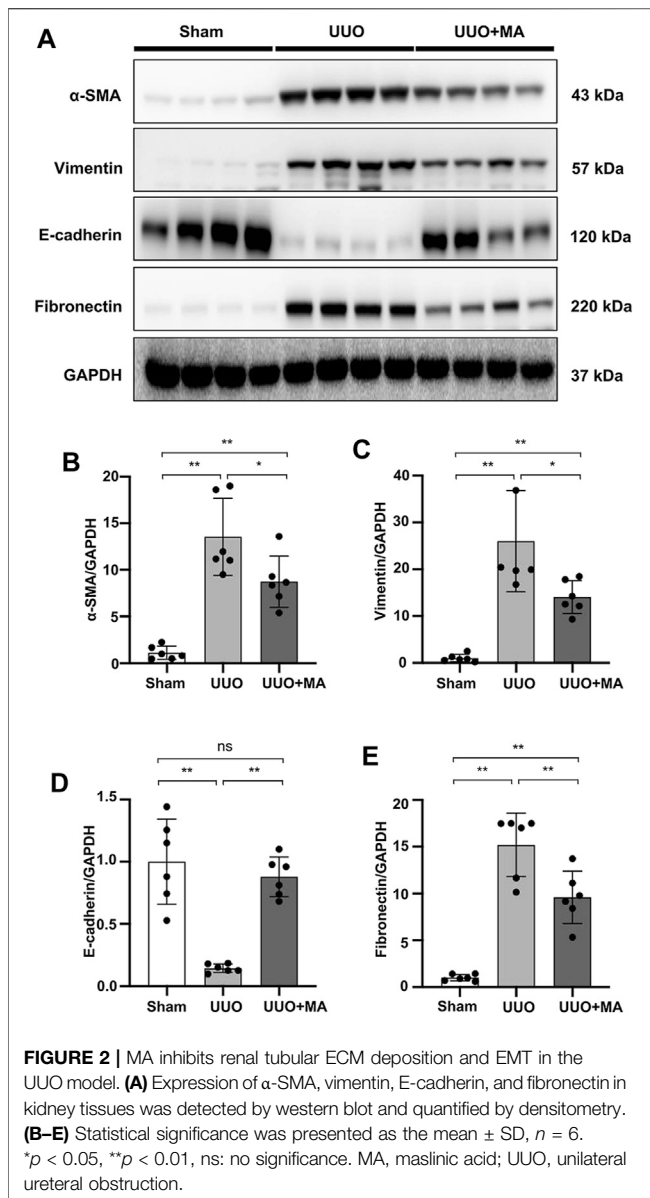 A
Sham UUO UUO+MA
α-SMA 43 kDa
Vimentin 57 kDa
E-cadherin 120 kDa
Fibronectin 220 kDa
GAPDH 37 kDa
B
**
** *
α-SMA/GAPDH
20
15
10
5
0
Sham UUO UUO+MA
C
**
** *
Vimentin/GAPDH
40
30
20
10
0
Sham UUO UUO+MA
D
ns
** **
E-cadherin/GAPDH
1.5
1.0
0.5
0.0
Sham UUO UUO+MA
E
**
** **
Fibronectin/GAPDH
20
15
10
5
0
Sham UUO UUO+MA
FIGURE 2 | MA inhibits renal tubular ECM deposition and EMT in the
UUO model. (A) Expression of α-SMA, vimentin, E-cadherin, and fibronectin in
kidney tissues was detected by western blot and quantified by densitometry.
(B–E) Statistical significance was presented as the mean ± SD, n = 6.
*p < 0.05, **p < 0.01, ns: no significance. MA, maslinic acid; UUO, unilateral
ureteral obstruction.